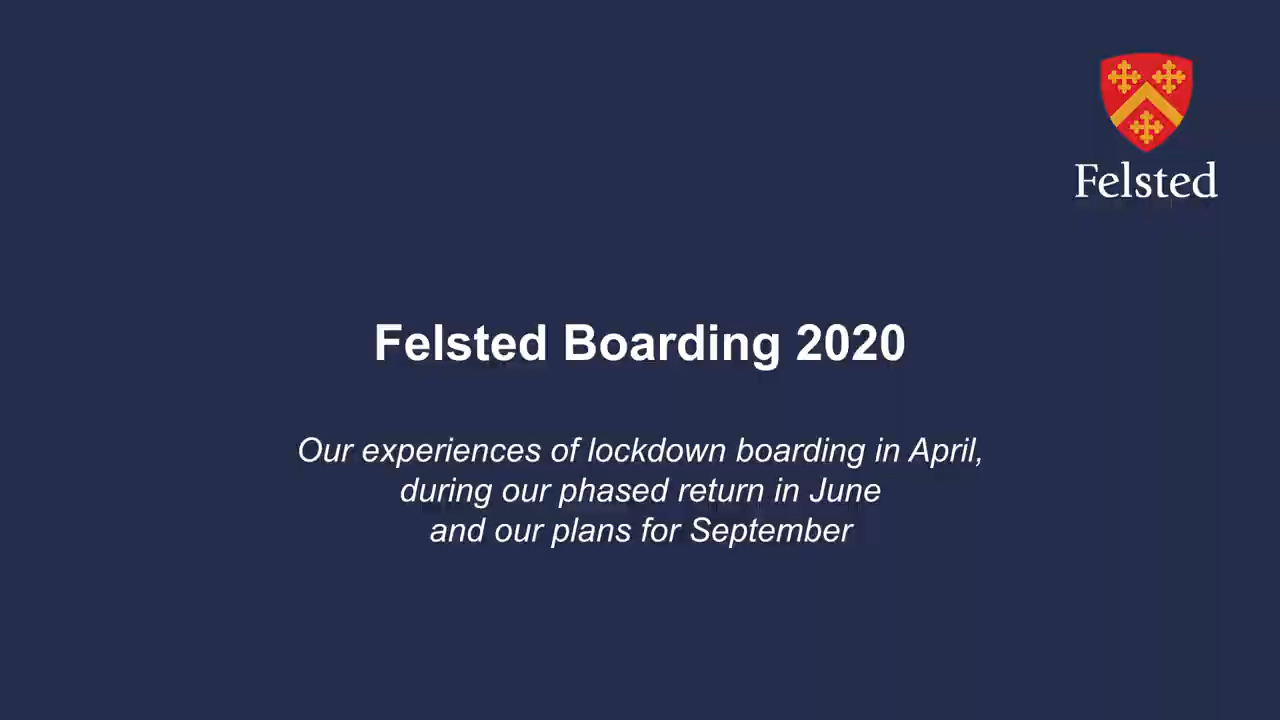 Felsted
Felsted Boarding 2020
Our experiences of lockdown boarding in April,
during our phased return in June
and our plans for September